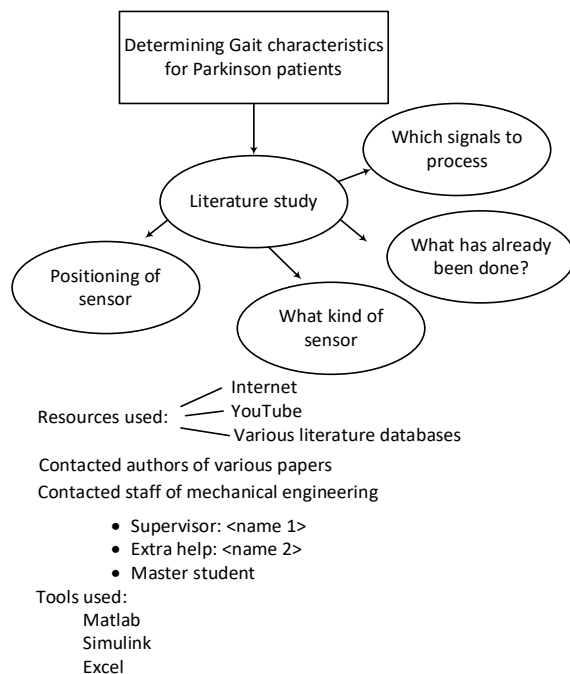 Determining Gait characteristics
for Parkinson patients
Which signals to
process
Literature study
What has already
been done?
Positioning of
sensor
What kind of
sensor
Internet
Resources used:
YouTube
Various literature databases
Contacted authors of various papers
Contacted staff of mechanical engineering
• Supervisor: <name 1>
• Extra help: <name 2>
• Master student
Tools used:
Matlab
Simulink
Excel